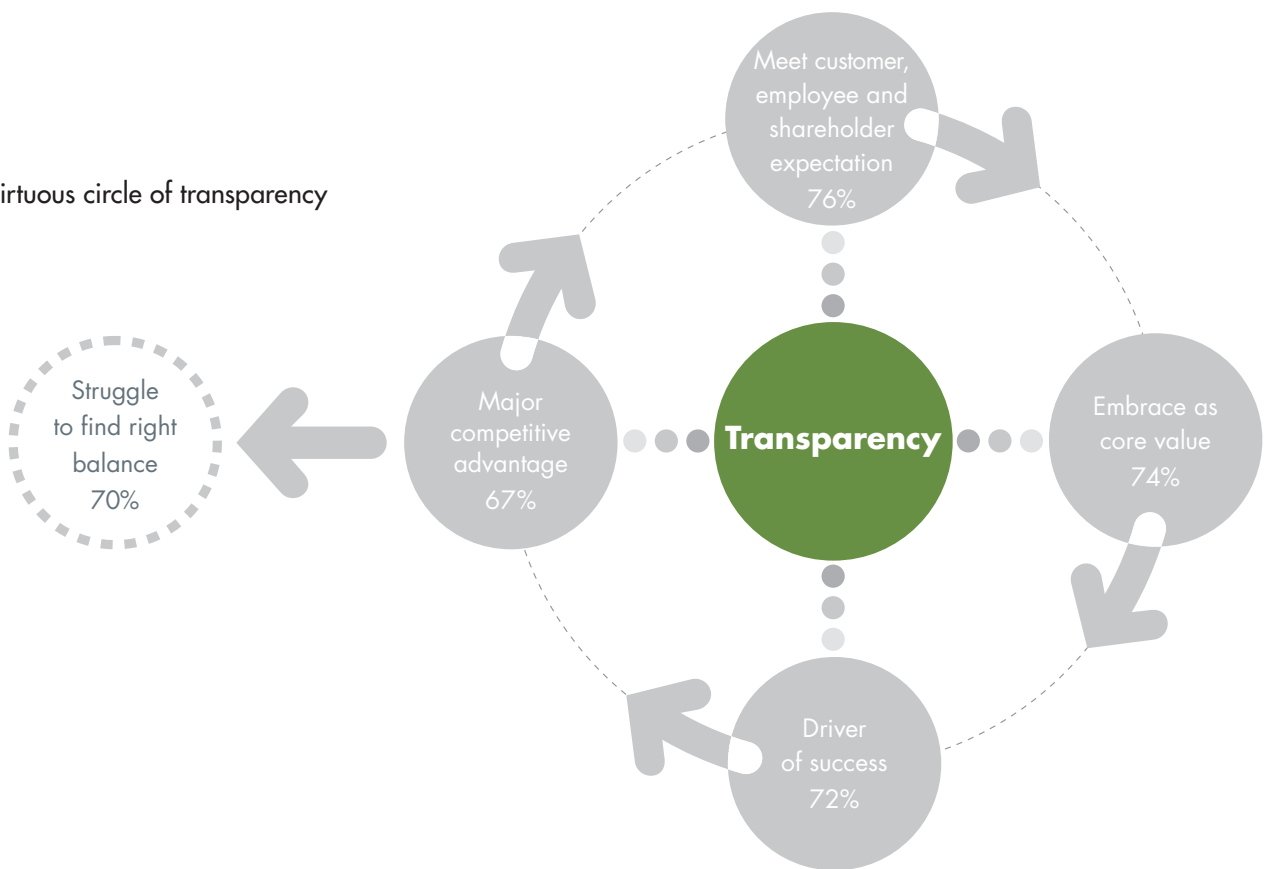 irtuous circle of transparency
Meet customer,
employee and
shareholder
expectation
76%
Embrace as
core value
74%
Driver
of success
72%
Major
competitive
advantage
67%
Struggle
to find right
balance
70%
Transparency